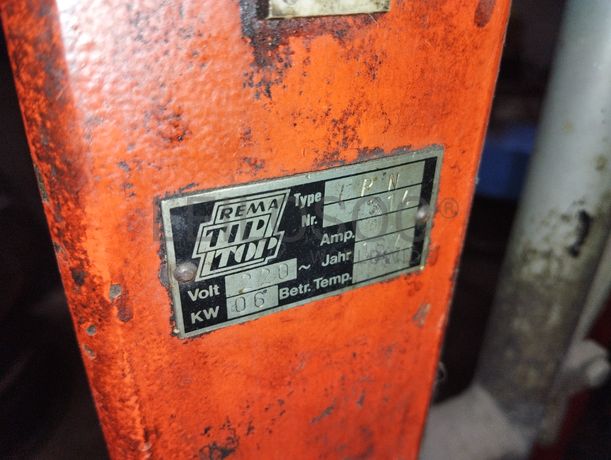 REMA
TIP
TOP
Type V P N
Nr.
Amp.
Volt 220 ~ Jahr
KW 06 Betr. Temp.